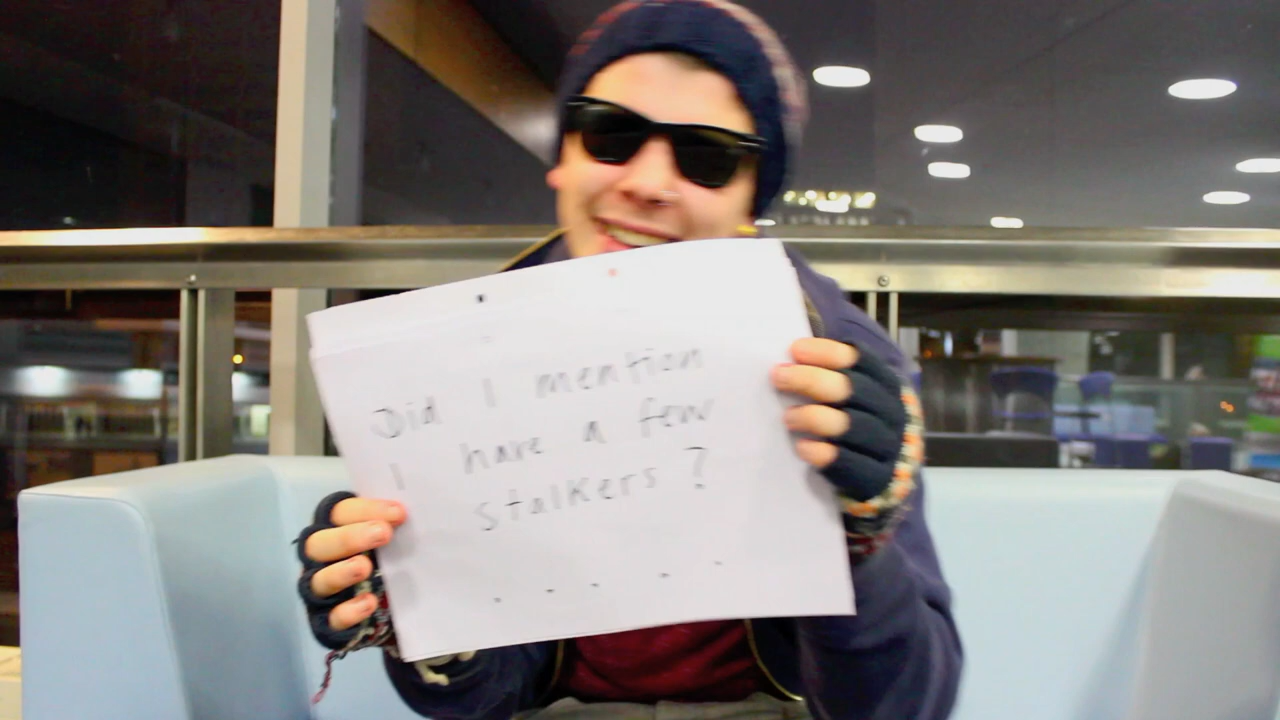 Did I mention
I have a few
stalkers?
.....